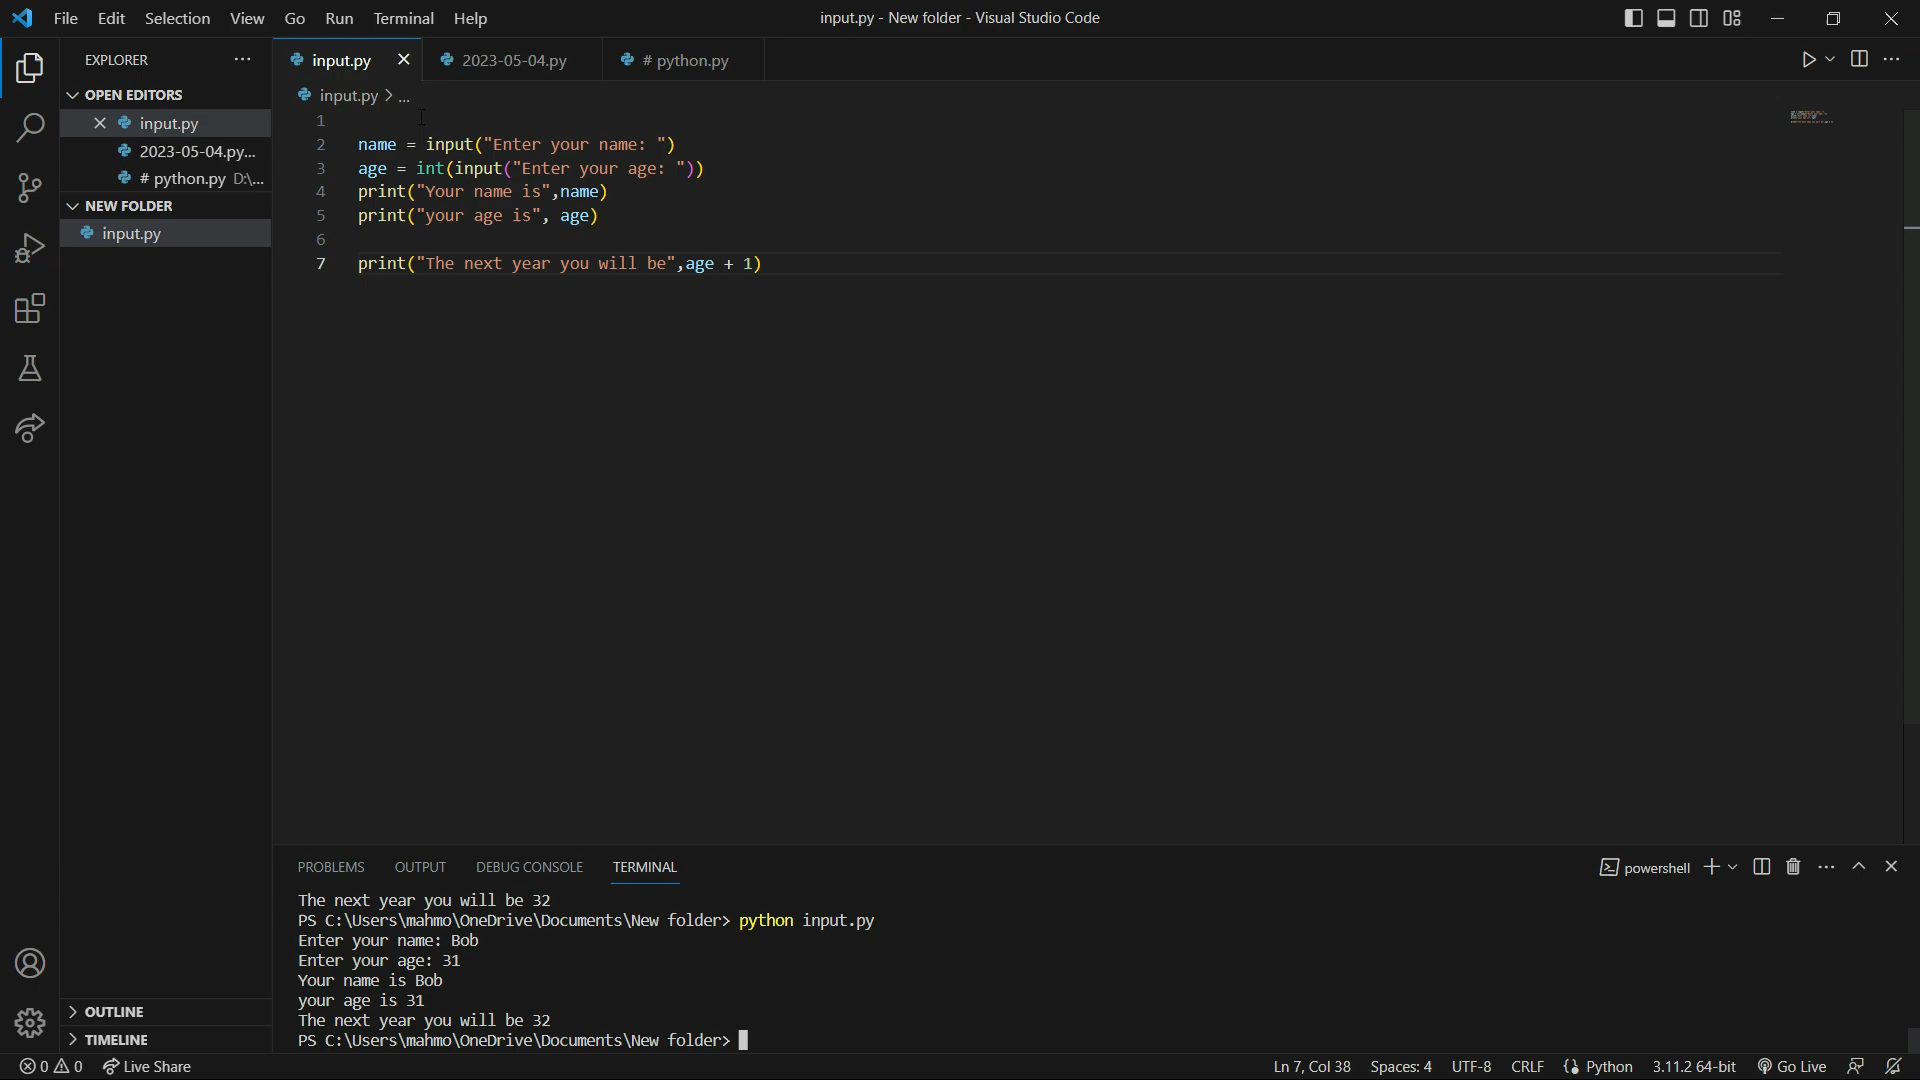 File Edit Selection View Go Run Terminal Help
input.py - New folder - Visual Studio Code
EXPLORER
input.py
2023-05-04.py
# python.py
OPEN EDITORS
input.py
2023-05-04.py...
# python.py D:\...
NEW FOLDER
input.py
OUTLINE
TIMELINE
input.py > ...
1
2 name = input("Enter your name: ")
3 age = int(input("Enter your age: "))
4 print("Your name is",name)
5 print("your age is", age)
6
7 print("The next year you will be",age + 1)
PROBLEMS OUTPUT DEBUG CONSOLE TERMINAL
powershell
The next year you will be 32
PS C:\Users\mahmo\OneDrive\Documents\New folder> python input.py
Enter your name: Bob
Enter your age: 31
Your name is Bob
your age is 31
The next year you will be 32
PS C:\Users\mahmo\OneDrive\Documents\New folder>
0 0 Live Share
Ln 7, Col 38 Spaces: 4 UTF-8 CRLF Python 3.11.2 64-bit Go Live